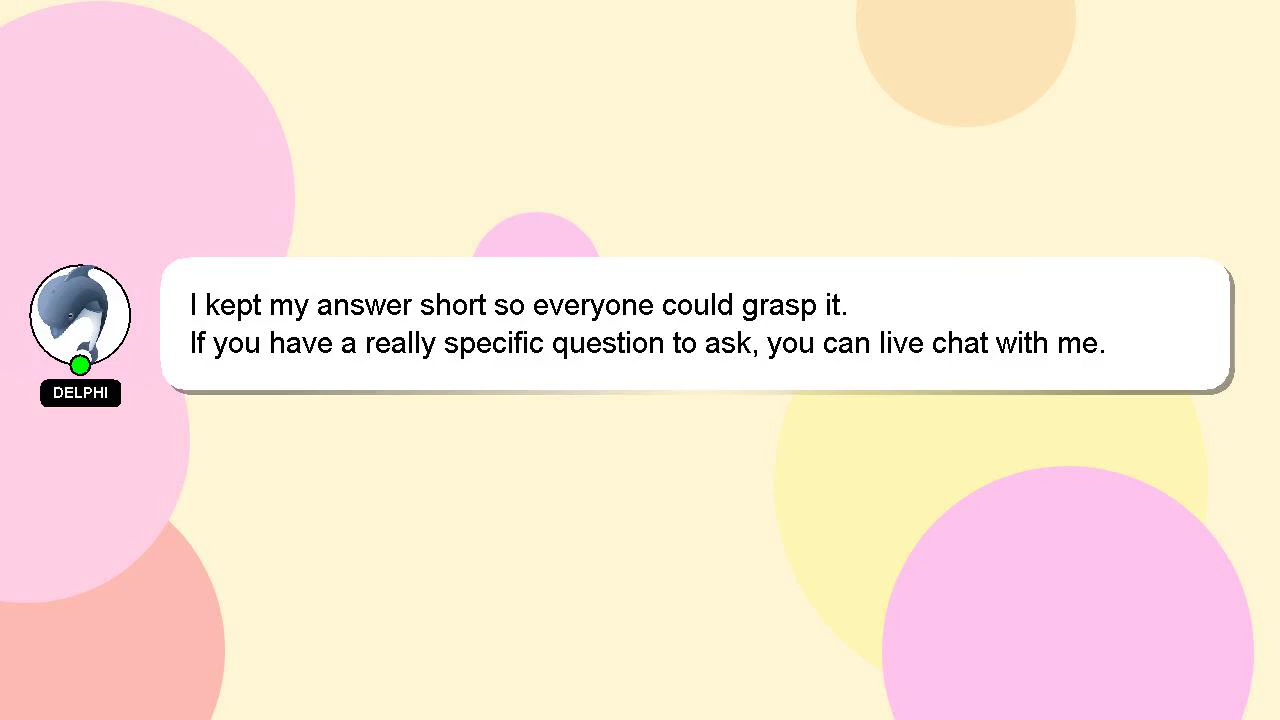 I kept my answer short so everyone could grasp it.
If you have a really specific question to ask, you can live chat with me.
DELPHI